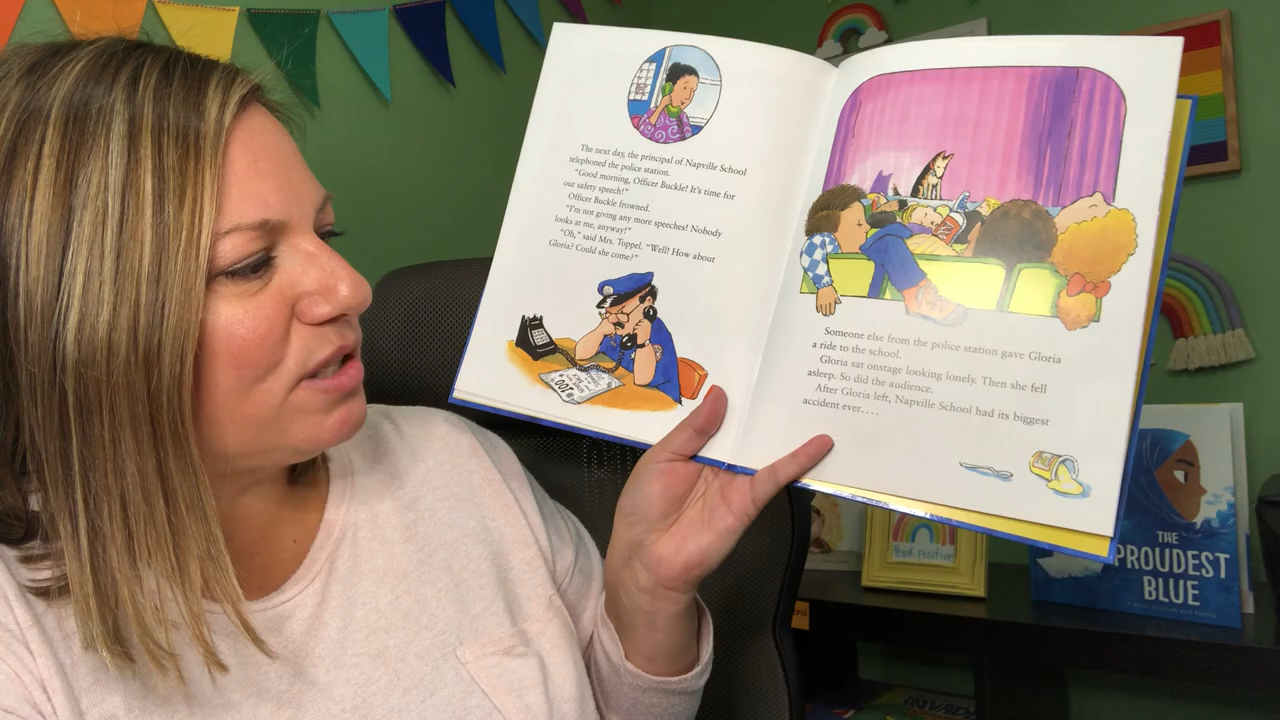 The next day, the principal of Napville School
telephoned the police station.
"Good morning, Officer Buckle! It's time for
our safety speech!"
Officer Buckle frowned.
"I'm not giving any more speeches! Nobody
looks at me, anyway!"
"Oh," said Mrs. Toppel. "Well! How about
Gloria? Could she come?"
Someone else from the police station gave Gloria
a ride to the school.
Gloria sat onstage looking lonely. Then she fell
asleep. So did the audience.
After Gloria left, Napville School had its biggest
accident ever. . . .
think positive
THE
PROUDEST
BLUE